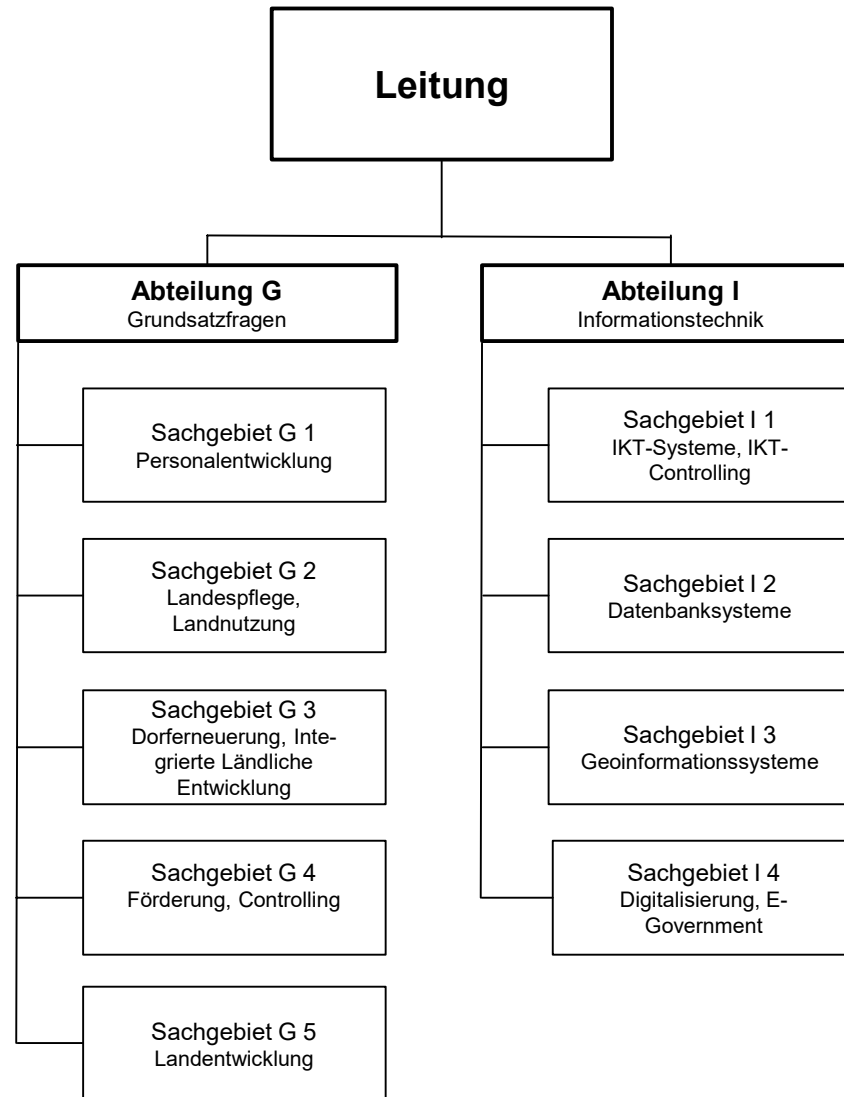 Leitung
Abteilung G
Grundsatzfragen
Sachgebiet G 1
Personalentwicklung
Sachgebiet G 2
Landespflege,
Landnutzung
Sachgebiet G 3
Dorferneuerung, Inte-
grierte Ländliche
Entwicklung
Sachgebiet G 4
Förderung, Controlling
Sachgebiet G 5
Landentwicklung
Abteilung I
Informationstechnik
Sachgebiet I 1
IKT-Systeme, IKT-
Controlling
Sachgebiet I 2
Datenbanksysteme
Sachgebiet I 3
Geoinformationssysteme
Sachgebiet I 4
Digitalisierung, E-
Government